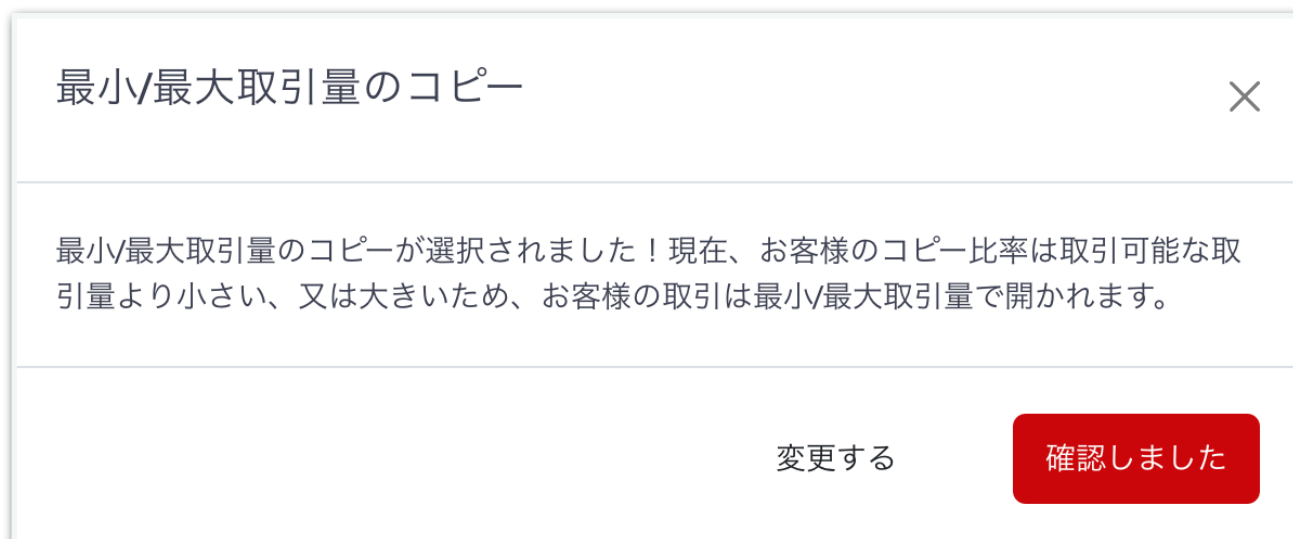 最小/最大取引量のコピー
最小/最大取引量のコピーが選択されました！現在、お客様のコピー比率は取引可能な取
引量より小さい、又は大きいため、お客様の取引は最小/最大取引量で開かれます。
変更する
確認しました